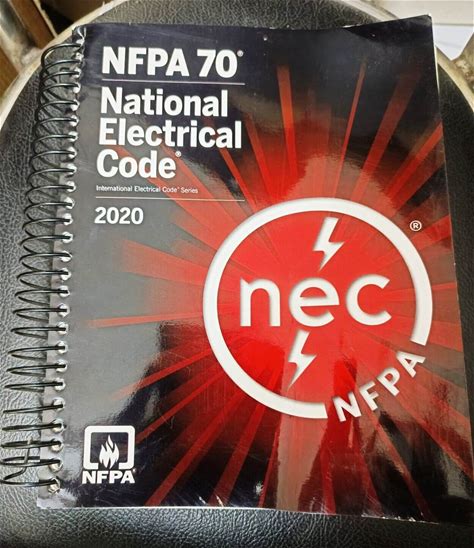 NFPA 70®
National
Electrical
Code®
International Electrical Code® Series
2020
nec
®
NFPA
NFPA®